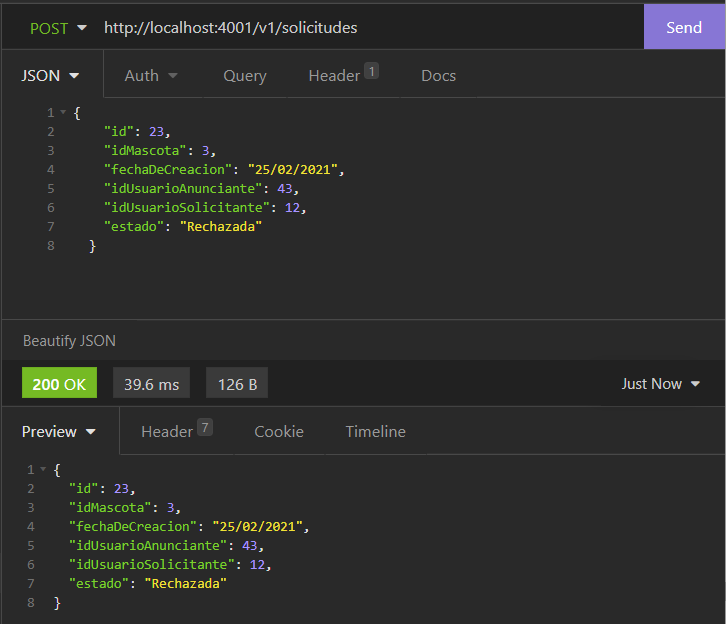 POST http://localhost:4001/v1/solicitudes Send
JSON Auth Query Header 1 Docs
1 {
2 "id": 23,
3 "idMascota": 3,
4 "fechaDeCreacion": "25/02/2021",
5 "idUsuarioAnunciante": 43,
6 "idUsuarioSolicitante": 12,
7 "estado": "Rechazada"
8 }
Beautify JSON
200 OK 39.6 ms 126 B Just Now
Preview Header 7 Cookie Timeline
1 {
2 "id": 23,
3 "idMascota": 3,
4 "fechaDeCreacion": "25/02/2021",
5 "idUsuarioAnunciante": 43,
6 "idUsuarioSolicitante": 12,
7 "estado": "Rechazada"
8 }